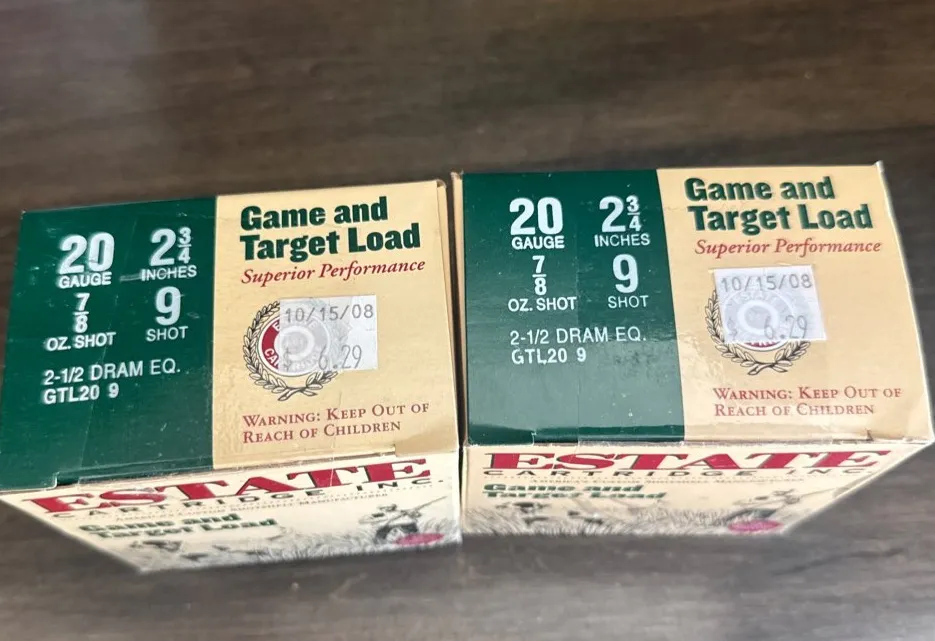 20
GAUGE
2 3/4
INCHES
7/8
OZ. SHOT
9
SHOT
2-1/2 DRAM EQ.
GTL20 9
Game and
Target Load
Superior Performance
10/15/08
$ 6.29
WARNING: KEEP OUT OF
REACH OF CHILDREN
ESTATE
CARTRIDGE INC.
Game and
Target Load
20
GAUGE
2 3/4
INCHES
7/8
OZ. SHOT
9
SHOT
2-1/2 DRAM EQ.
GTL20 9
Game and
Target Load
Superior Performance
10/15/08
$ 6.29
WARNING: KEEP OUT OF
REACH OF CHILDREN
ESTATE
CARTRIDGE INC.
Game and
Target Load